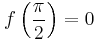 f(π/2) = 0